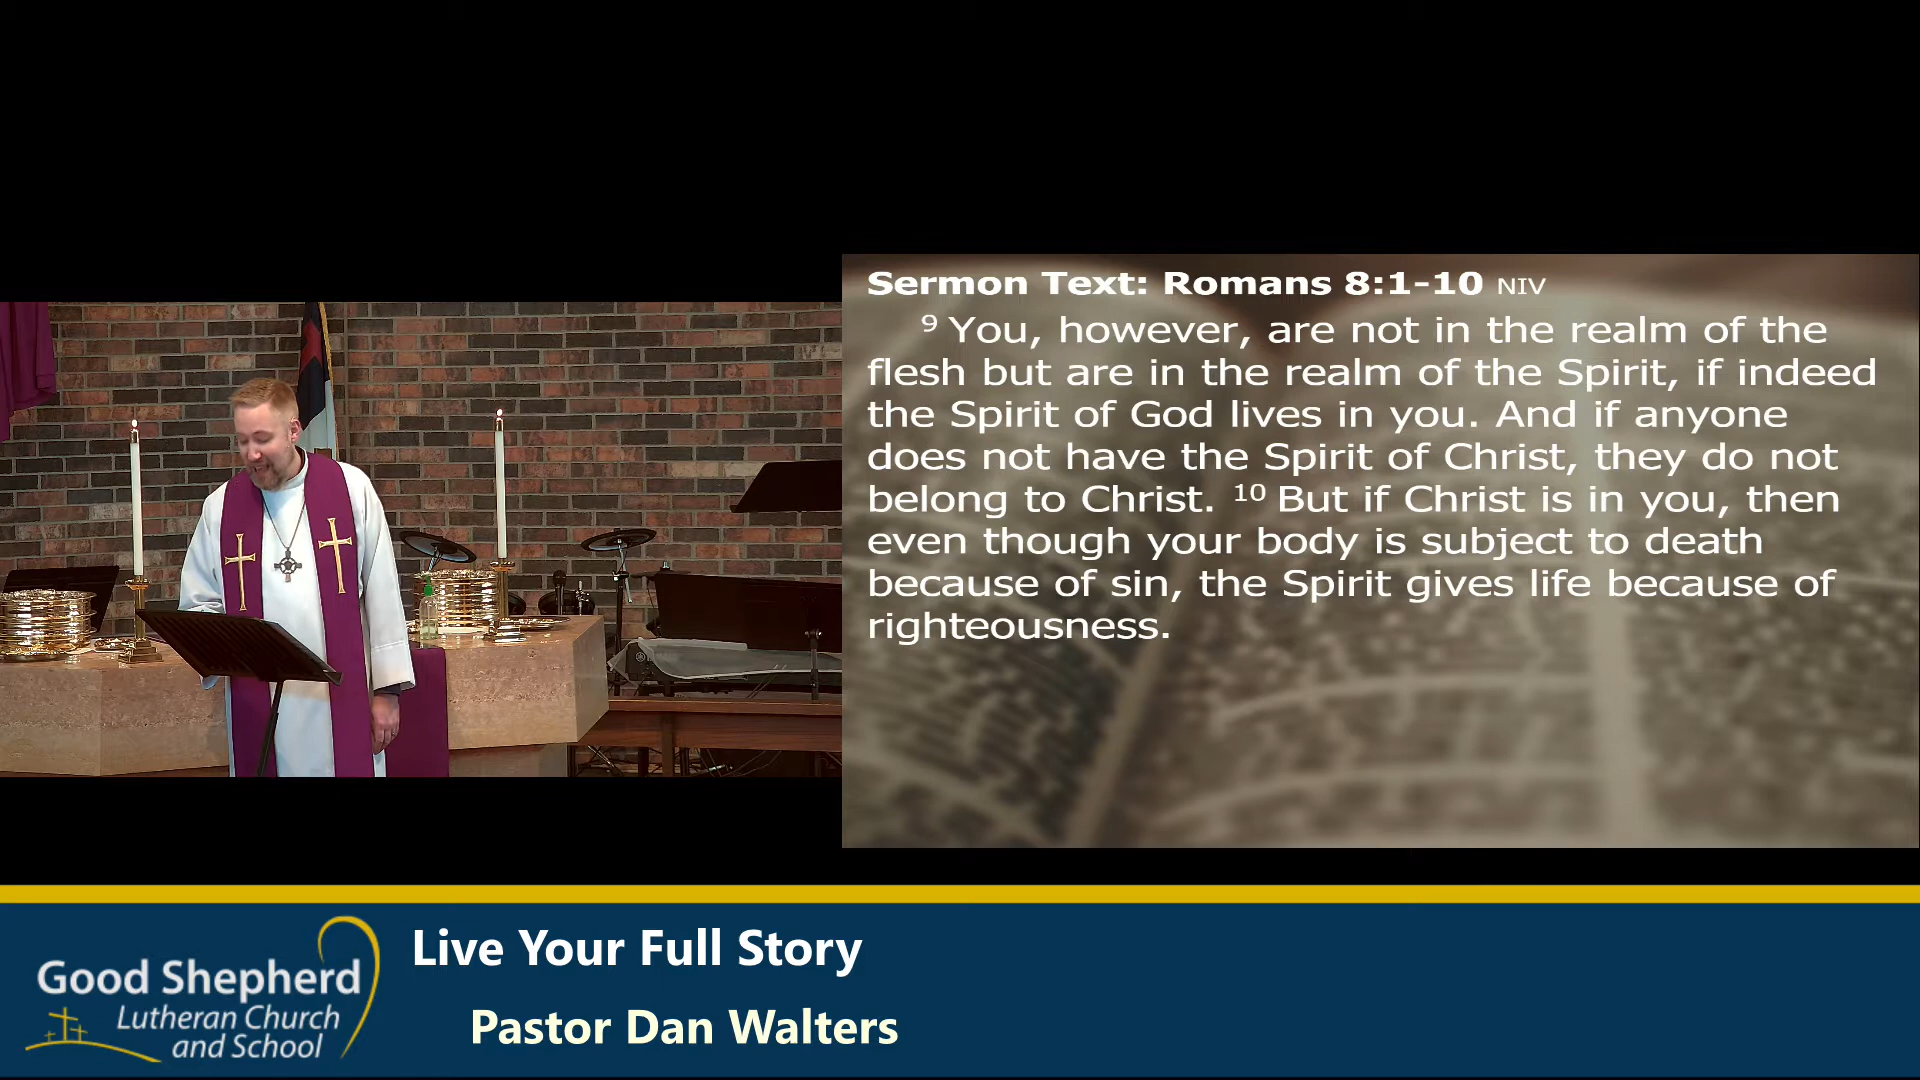 Sermon Text: Romans 8:1-10 NIV
9 You, however, are not in the realm of the
flesh but are in the realm of the Spirit, if indeed
the Spirit of God lives in you. And if anyone
does not have the Spirit of Christ, they do not
belong to Christ. 10 But if Christ is in you, then
even though your body is subject to death
because of sin, the Spirit gives life because of
righteousness.
Good Shepherd
Lutheran Church
and School
Live Your Full Story
Pastor Dan Walters